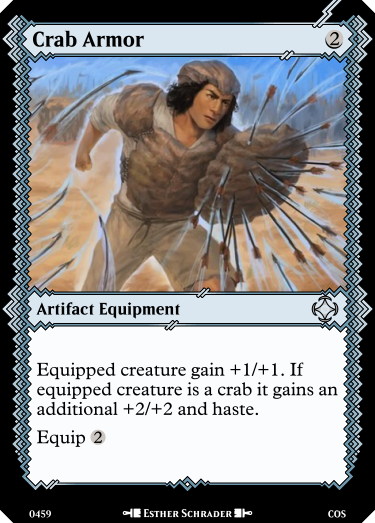 Crab Armor 2
Artifact Equipment
Equipped creature gain +1/+1. If
equipped creature is a crab it gains an
additional +2/+2 and haste.
Equip 2
0459 Esther Schrader COS